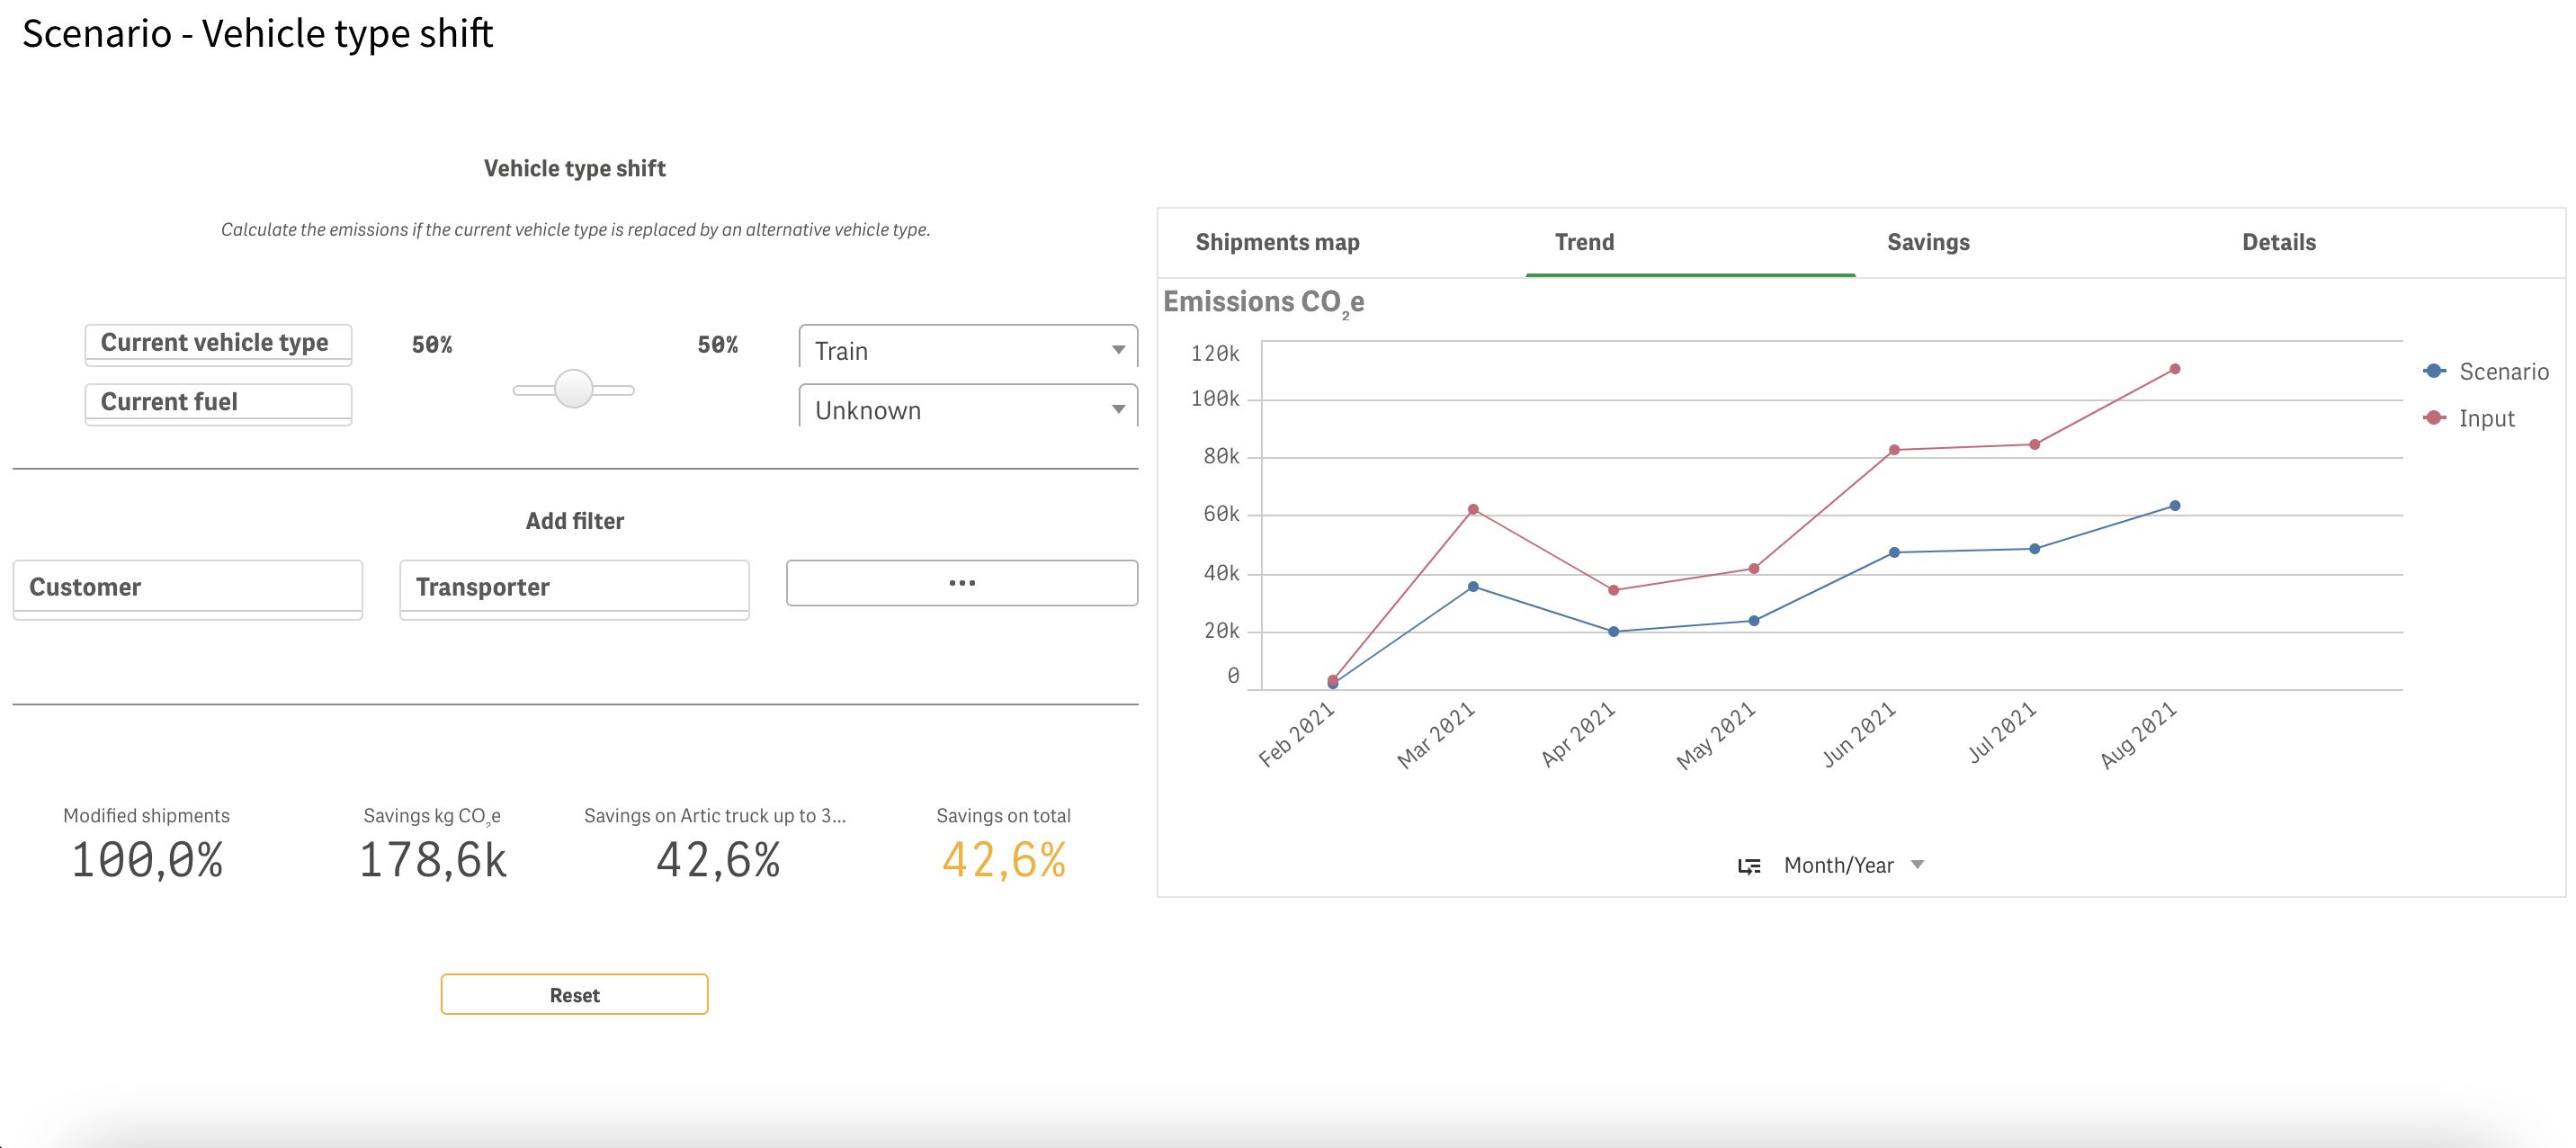 Scenario - Vehicle type shift
Vehicle type shift
Calculate the emissions if the current vehicle type is replaced by an alternative vehicle type.
Current vehicle type
50%
50%
Train
Current fuel
Unknown
Add filter
Customer
Transporter
...
Modified shipments
100,0%
Savings kg CO₂e
178,6k
Savings on Artic truck up to 3...
42,6%
Savings on total
42,6%
Reset
Shipments map
Trend
Savings
Details
Emissions CO₂e
120k
100k
80k
60k
40k
20k
0
Feb 2021
Mar 2021
Apr 2021
May 2021
Jun 2021
Jul 2021
Aug 2021
Scenario
Input
Month/Year